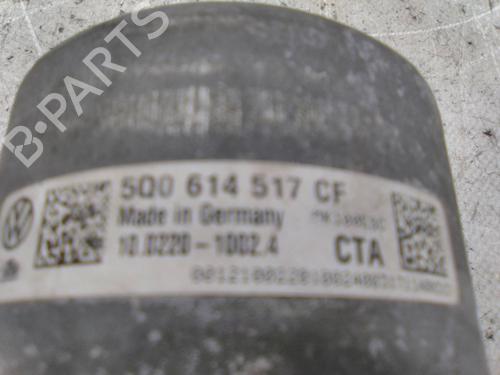 B-PARTS
5Q0 614 517 CF
Made in Germany
10.0220-1002.4
CTA